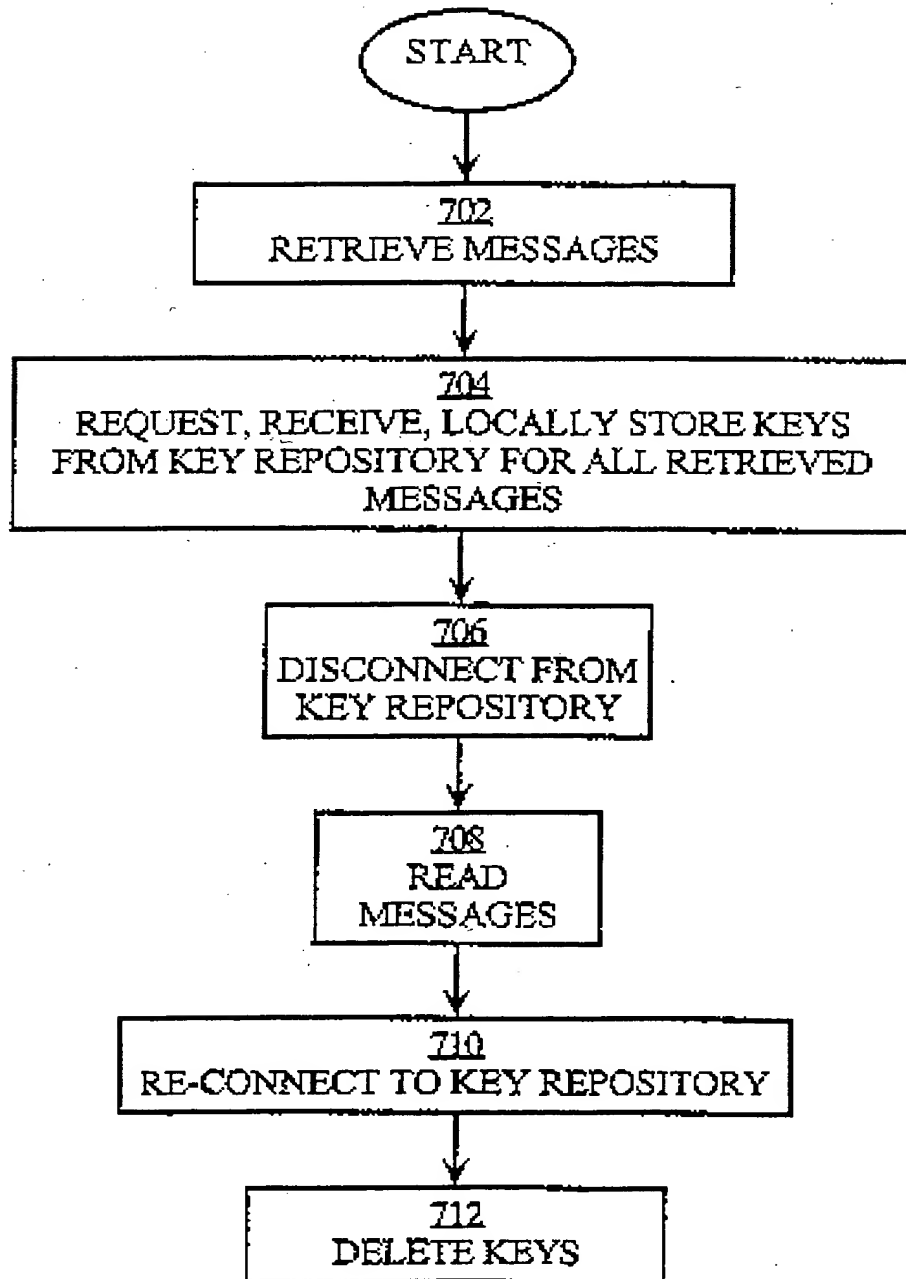 START
702
RETRIEVE MESSAGES
704
REQUEST, RECEIVE, LOCALLY STORE KEYS
FROM KEY REPOSITORY FOR ALL RETRIEVED
MESSAGES
706
DISCONNECT FROM
KEY REPOSITORY
708
READ
MESSAGES
710
RE-CONNECT TO KEY REPOSITORY
712
DELETE KEYS